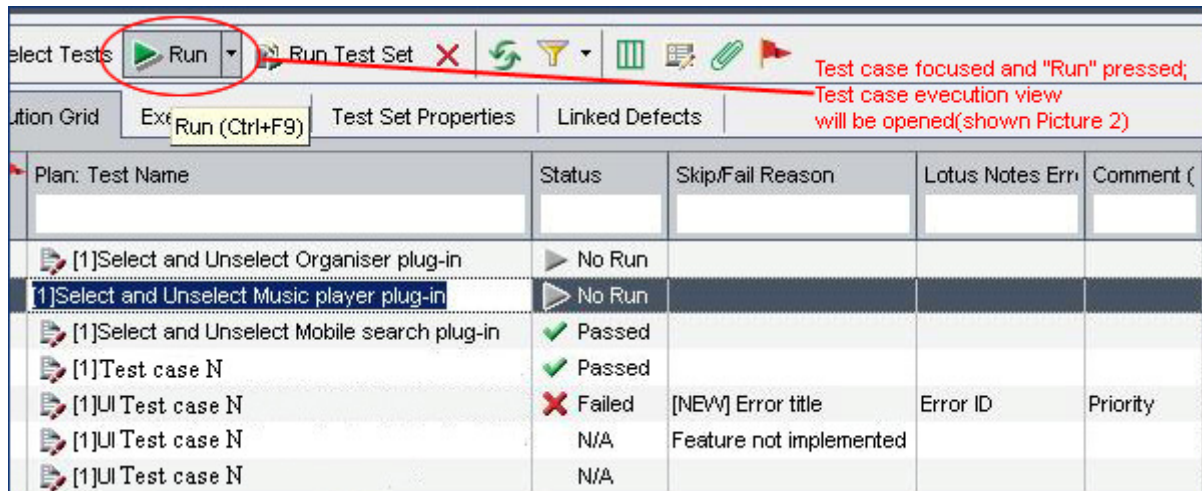 elect Tests Run Run Test Set
Test case focused and "Run" pressed;
Test case evecution view
will be opened(shown Picture 2)
ution Grid Exe Test Set Properties Linked Defects
Run (Ctrl+F9)
Plan: Test Name Status Skip/Fail Reason Lotus Notes Erro Comment (
[1]Select and Unselect Organiser plug-in No Run
[1]Select and Unselect Music player plug-in No Run
[1]Select and Unselect Mobile search plug-in Passed
[1]Test case N Passed
[1]UI Test case N Failed [NEW] Error title Error ID Priority
[1]UI Test case N N/A Feature not implemented
[1]UI Test case N N/A